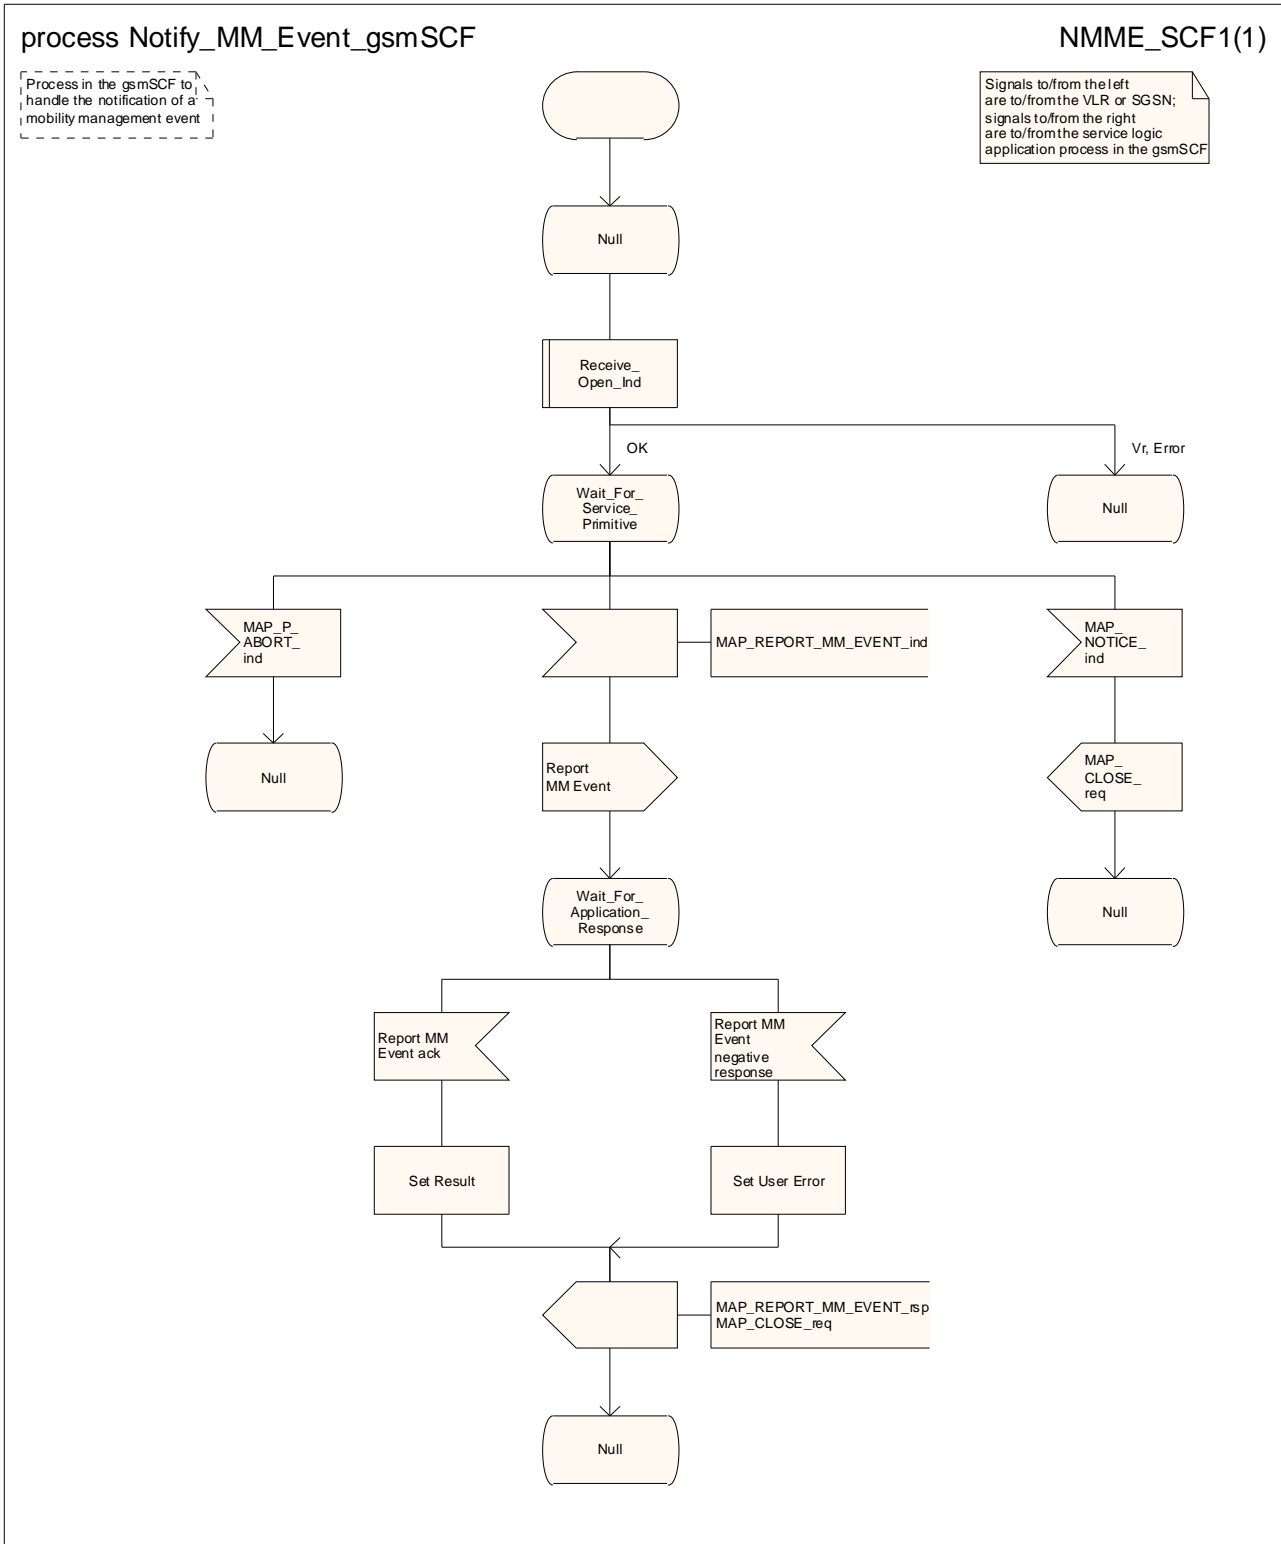 process Notify_MM_Event_gsmSCF
NMME_SCF1(1)
Process in the gsmSCF to
handle the notification of a
mobility management event
Signals to/from the left
are to/from the VLR or SGSN;
signals to/from the right
are to/from the service logic
application process in the gsmSCF
Null
Receive_
Open_Ind
OK
Vr, Error
Wait_For_
Service_
Primitive
Null
MAP_P_
ABORT_
ind
MAP_REPORT_MM_EVENT_ind
MAP_
NOTICE_
ind
Null
Report
MM Event
MAP_
CLOSE_
req
Wait_For_
Application_
Response
Null
Report MM
Event ack
Report MM
Event
negative
response
Set Result
Set User Error
MAP_REPORT_MM_EVENT_rsp
MAP_CLOSE_req
Null